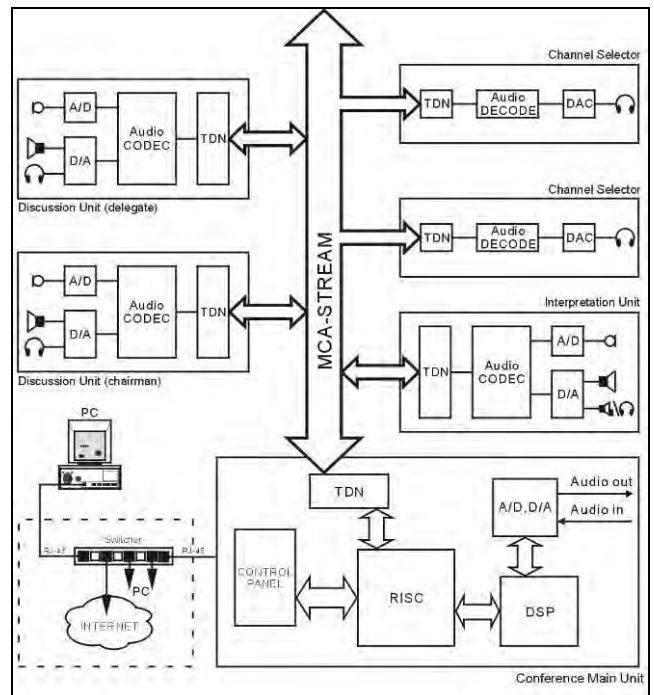 A/D
D/A
Audio
CODEC
TDN
Discussion Unit (delegate)
A/D
D/A
Audio
CODEC
TDN
Discussion Unit (chairman)
MCA-STREAM
Channel Selector
TDN
Audio
DECODE
DAC
Channel Selector
TDN
Audio
DECODE
DAC
Interpretation Unit
TDN
Audio
CODEC
A/D
D/A
PC
Switcher
RJ-45
RJ-45
PC
INTERNET
TDN
CONTROL
PANEL
RISC
A/D, D/A
Audio out
Audio in
DSP
Conference Main Unit